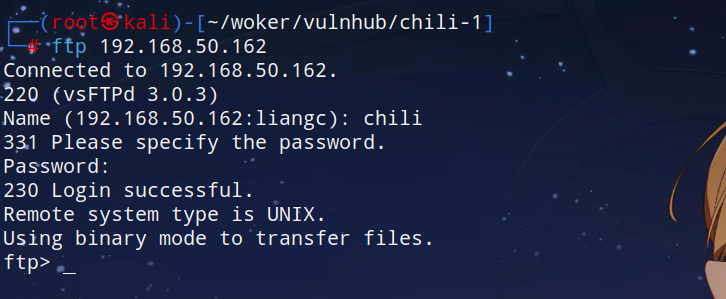 ┌──(root㉿kali)-[~/woker/vulnhub/chili-1]
└─# ftp 192.168.50.162
Connected to 192.168.50.162.
220 (vsFTPd 3.0.3)
Name (192.168.50.162:liangc): chili
331 Please specify the password.
Password:
230 Login successful.
Remote system type is UNIX.
Using binary mode to transfer files.
ftp> _